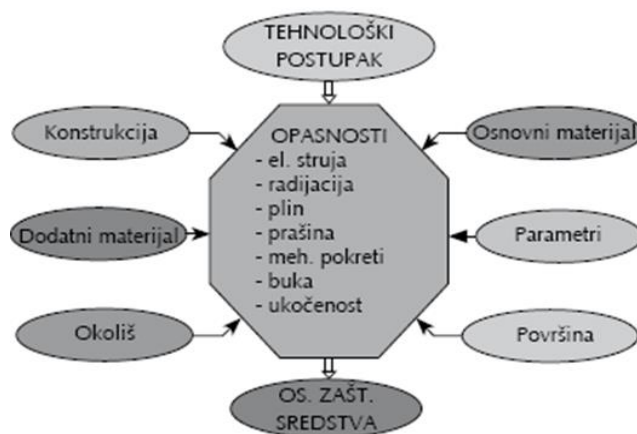 TEHNOLOŠKI
POSTUPAK
Konstrukcija
OPASNOSTI
- el. struja
- radijacija
- plin
- prašina
- meh. pokreti
- buka
- ukočenost
Osnovni materijal
Dodatni materijal
Parametri
Okoliš
Površina
OS. ZAŠT.
SREDSTVA